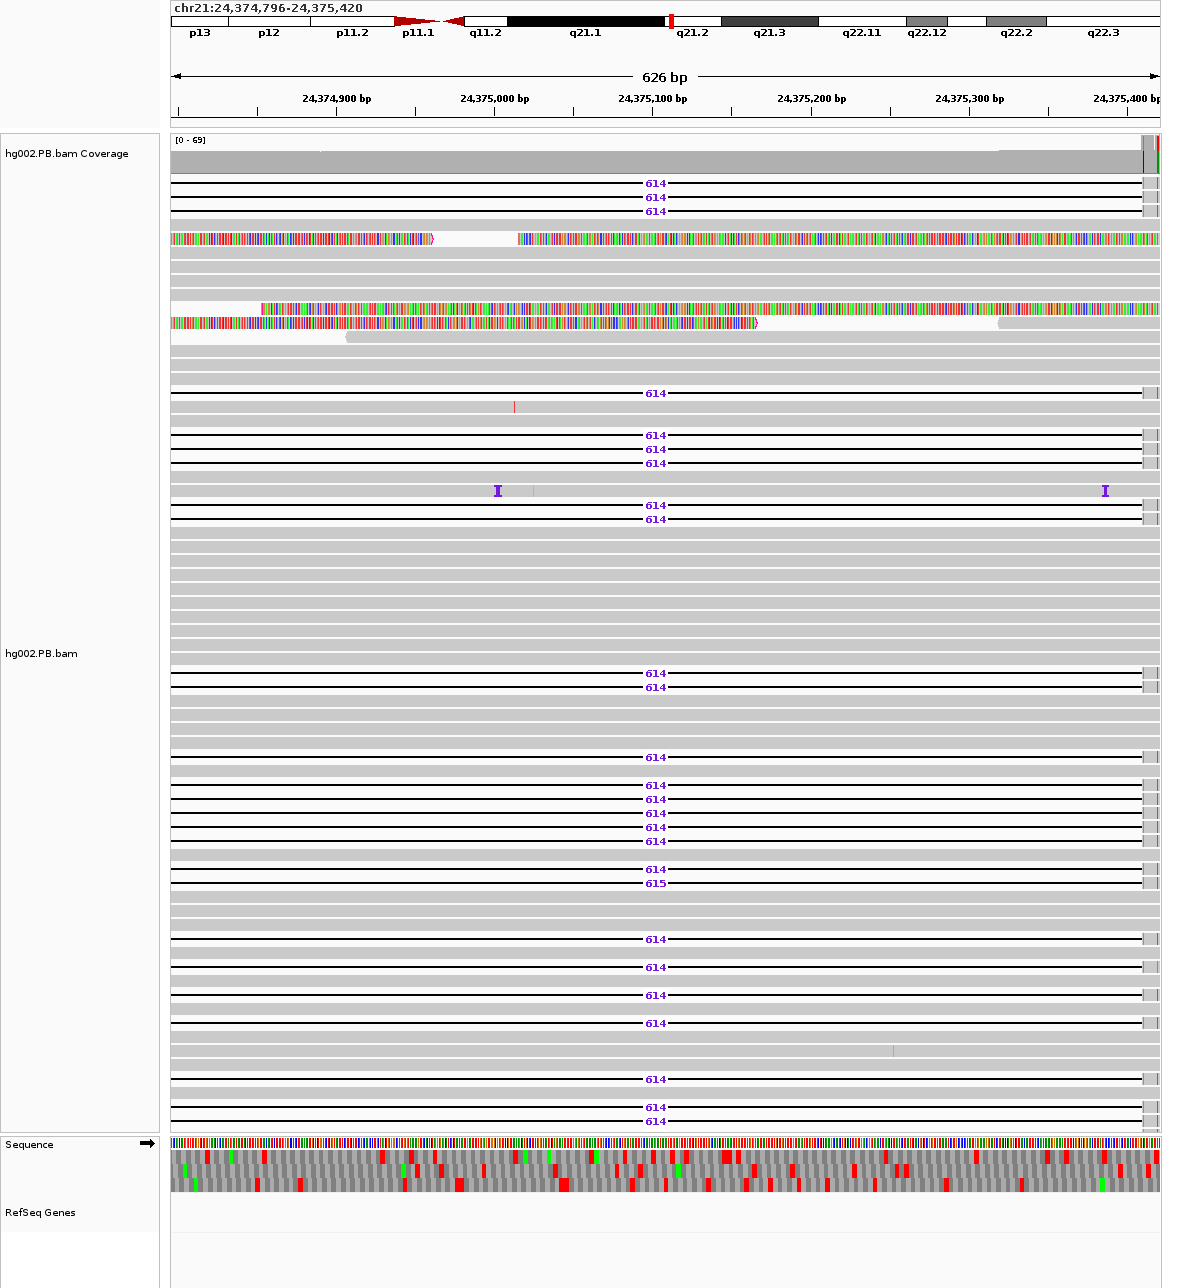 chr21:24,374,796-24,375,420
p13 p12 p11.2 p11.1 q11.2 q21.1 q21.2 q21.3 q22.11 q22.12 q22.2 q22.3
626 bp
24,374,900 bp 24,375,000 bp 24,375,100 bp 24,375,200 bp 24,375,300 bp 24,375,400 bp
[0 - 69]
hg002.PB.bam Coverage
614
614
614
614
614
614
614
614
614
hg002.PB.bam
614
614
614
614
614
614
614
614
614
615
614
614
614
614
614
614
614
Sequence
RefSeq Genes